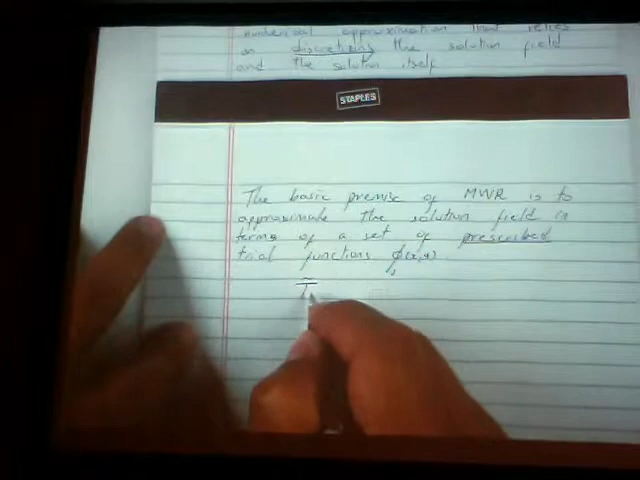 numerical approximation that relies
on discretizing the solution field
and the solution itself
STAPLES
The basic premise of MWR is to
approximate the solution field in
terms of a set of prescribed
trial functions ϕᵢ(x,y)
T̃